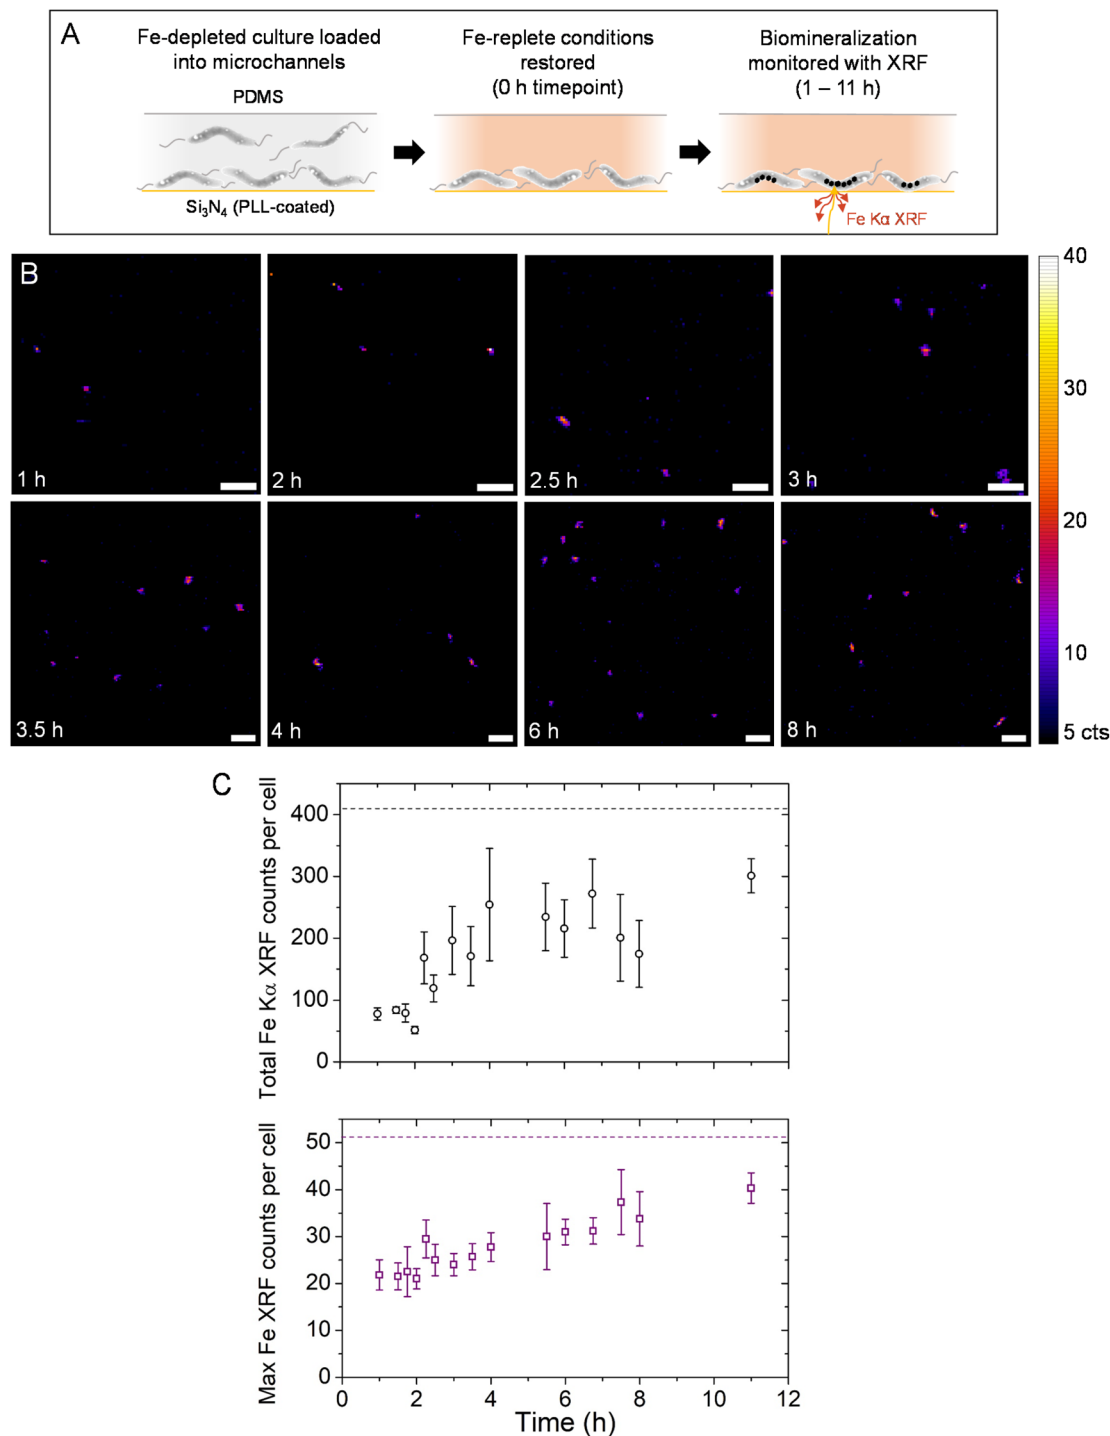 A
Fe-depleted culture loaded
into microchannels
PDMS
Si₃N₄ (PLL-coated)
Fe-replete conditions
restored
(0 h timepoint)
Biomineralization
monitored with XRF
(1 – 11 h)
Fe Kα XRF
B
1 h
2 h
2.5 h
3 h
3.5 h
4 h
6 h
8 h
40
30
20
10
5 cts
C
Total Fe Kα XRF counts per cell
400
300
200
100
0
Max Fe XRF counts per cell
50
40
30
20
10
0
0 2 4 6 8 10 12
Time (h)